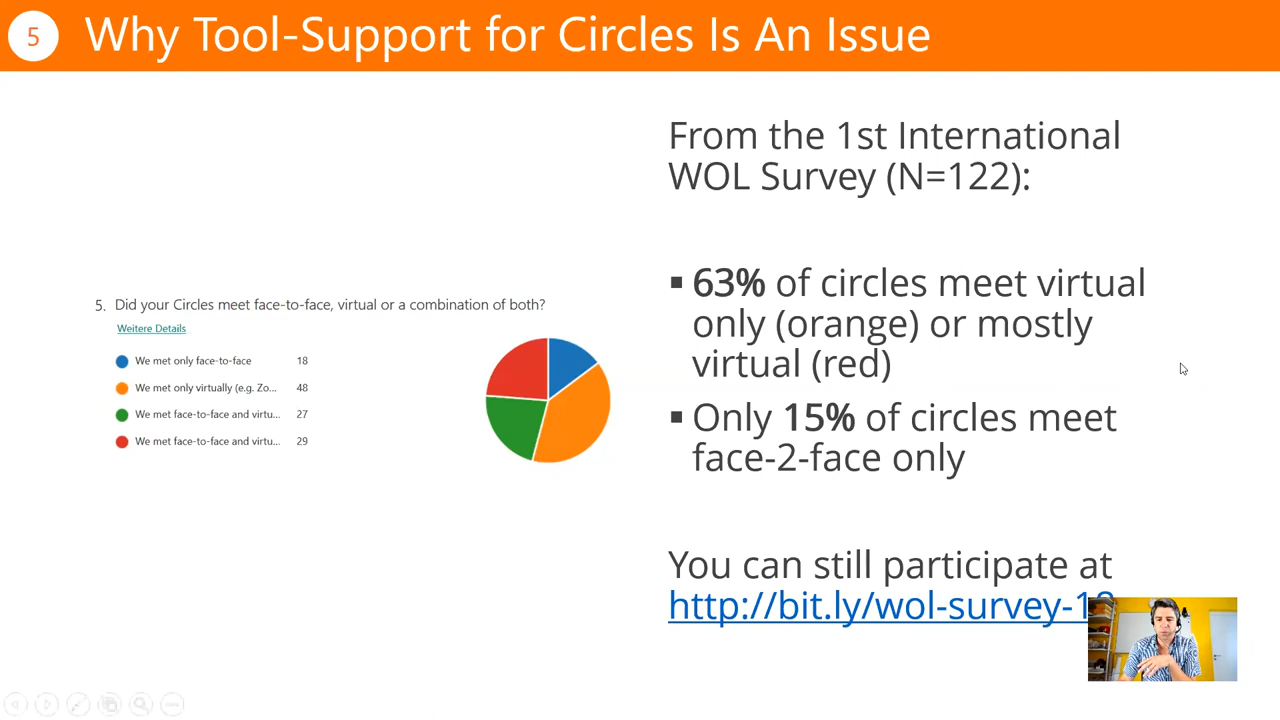 5
Why Tool-Support for Circles Is An Issue
From the 1st International
WOL Survey (N=122):
▪ 63% of circles meet virtual
only (orange) or mostly
virtual (red)
▪ Only 15% of circles meet
face-2-face only
You can still participate at
http://bit.ly/wol-survey-18
5. Did your Circles meet face-to-face, virtual or a combination of both?
Weitere Details
We met only face-to-face 18
We met only virtually (e.g. Zo... 48
We met face-to-face and virtu... 27
We met face-to-face and virtu... 29